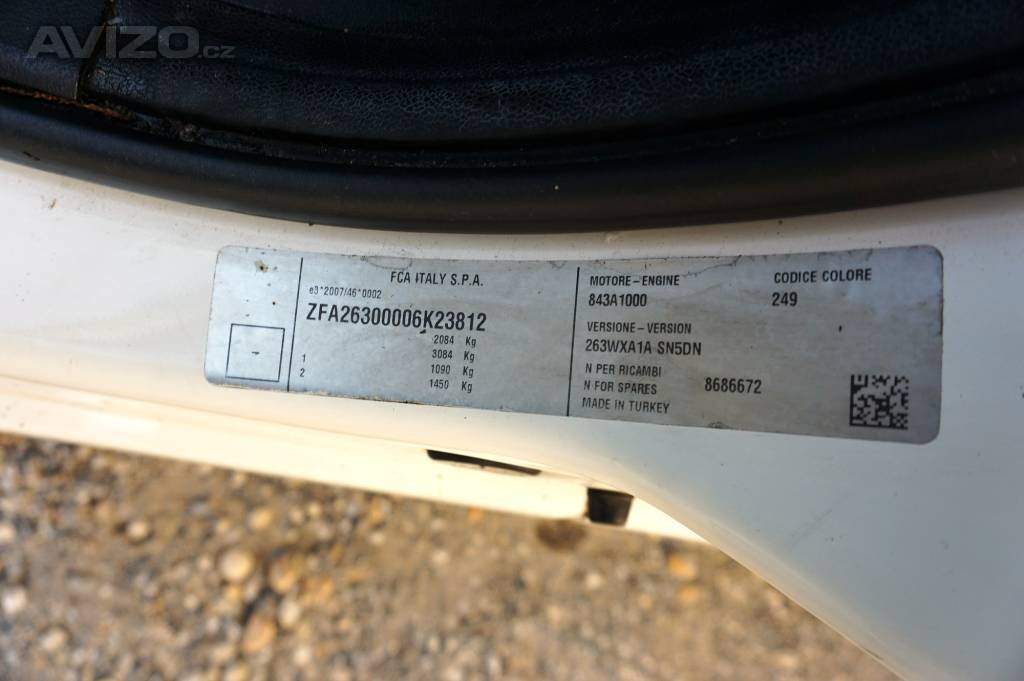 AVÍZO.cz
FCA ITALY S.P.A.
e3*2007/46*0002
ZFA26300006K23812
2084 Kg
3084 Kg
1 1090 Kg
2 1450 Kg
MOTORE-ENGINE
843A1000
CODICE COLORE
249
VERSIONE-VERSION
263WXA1A SN5DN
N PER RICAMBI
N FOR SPARES 8686672
MADE IN TURKEY